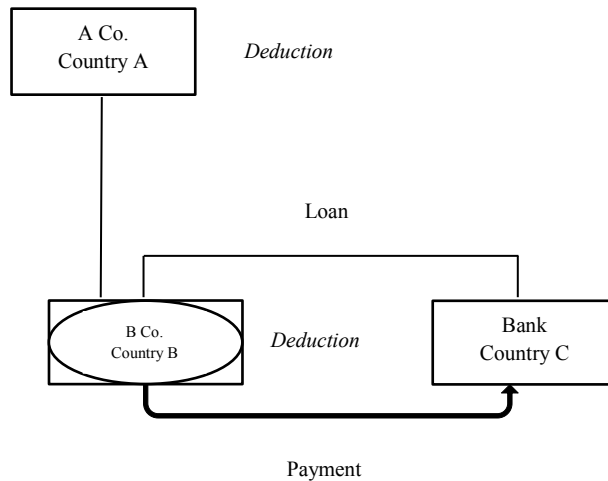 A Co.
Country A
Deduction
Loan
B Co.
Country B
Deduction
Bank
Country C
Payment